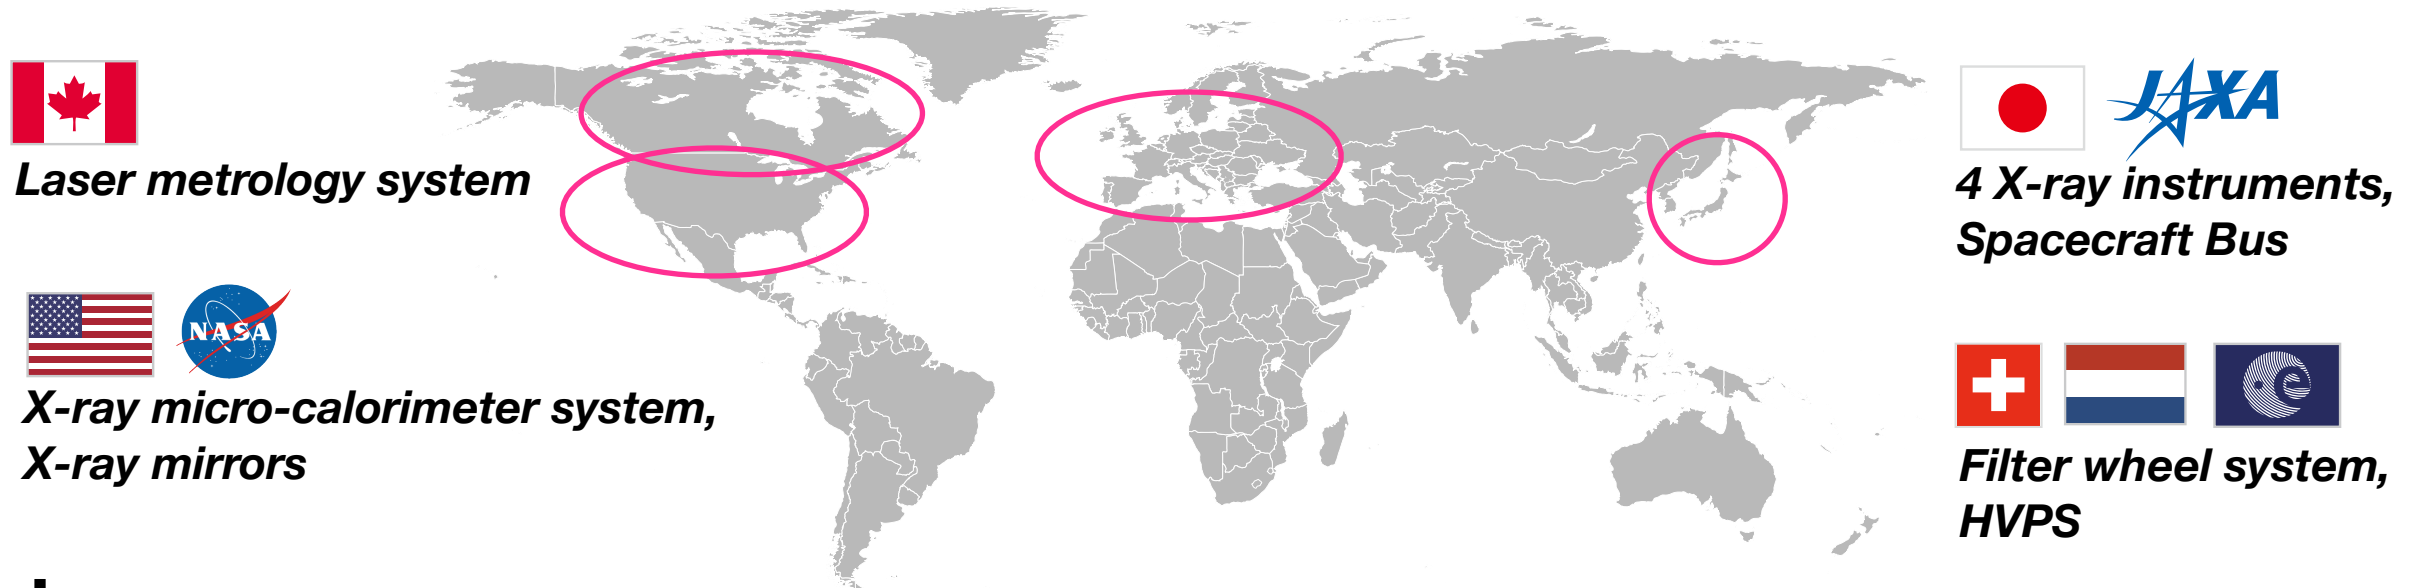 Laser metrology system
NASA
X-ray micro-calorimeter system,
X-ray mirrors
JAXA
4 X-ray instruments,
Spacecraft Bus
e
Filter wheel system,
HVPS